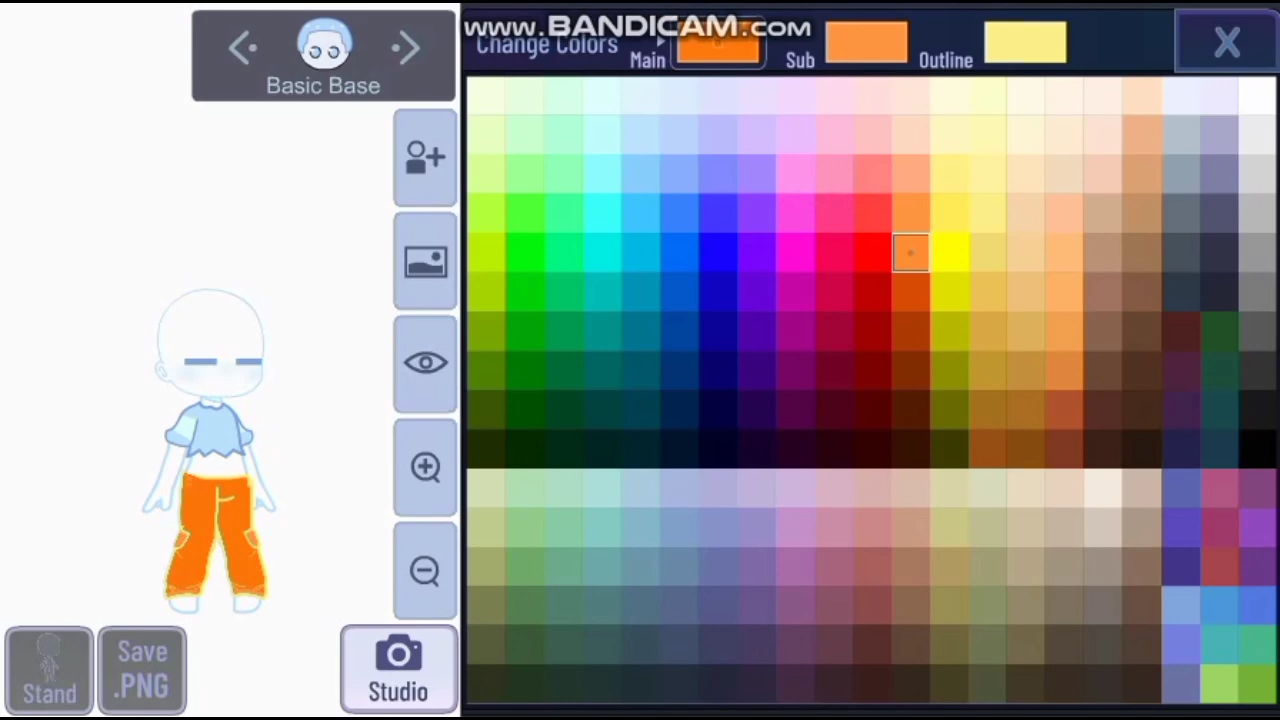 www.BANDICAM.com
Change Colors
Main
Sub
Outline
X
Basic Base
Stand
Save
.PNG
Studio